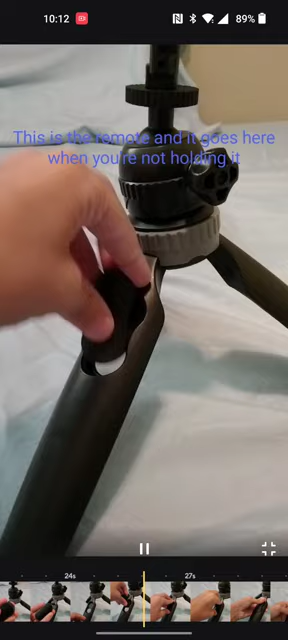 10:12
89%
This is the remote and it goes here
when you're not holding it
24s
27s